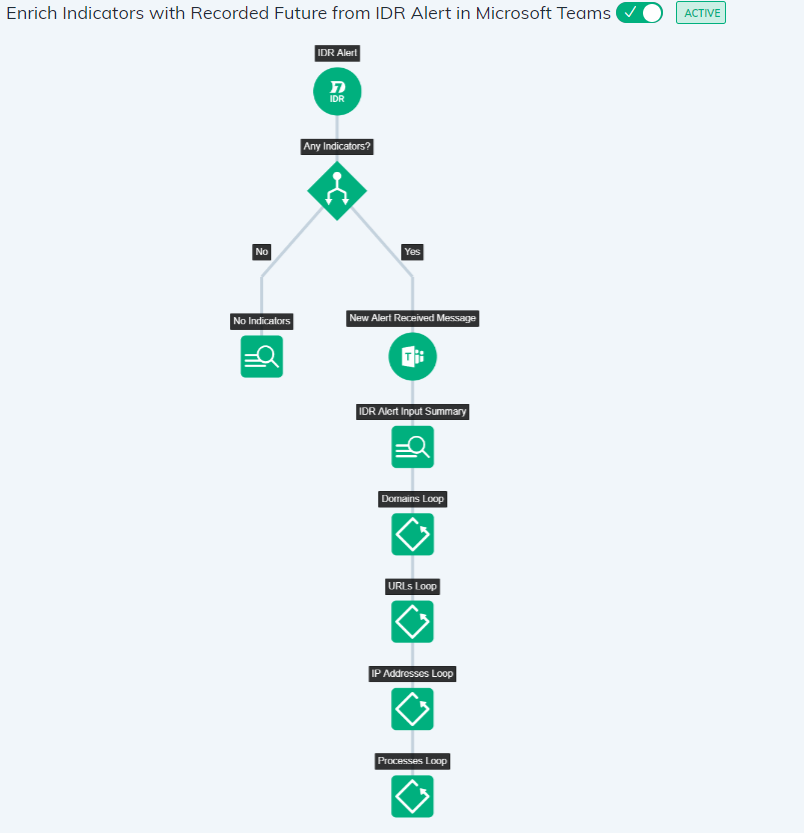 Enrich Indicators with Recorded Future from IDR Alert in Microsoft Teams ACTIVE
IDR Alert
7
IDR
Any Indicators?
No
Yes
No Indicators
New Alert Received Message
T
IDR Alert Input Summary
Domains Loop
URLs Loop
IP Addresses Loop
Processes Loop